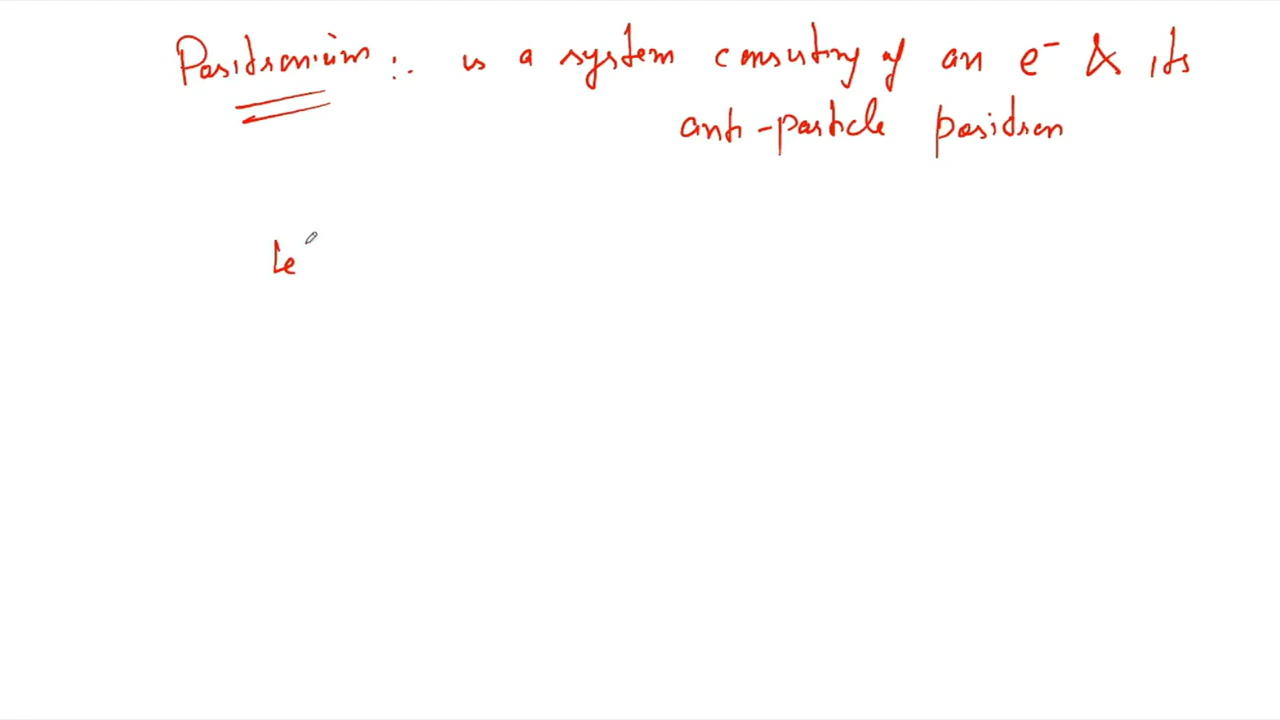 Positronium :- is a system consisting of an e⁻ & its
anti-particle positron
Le